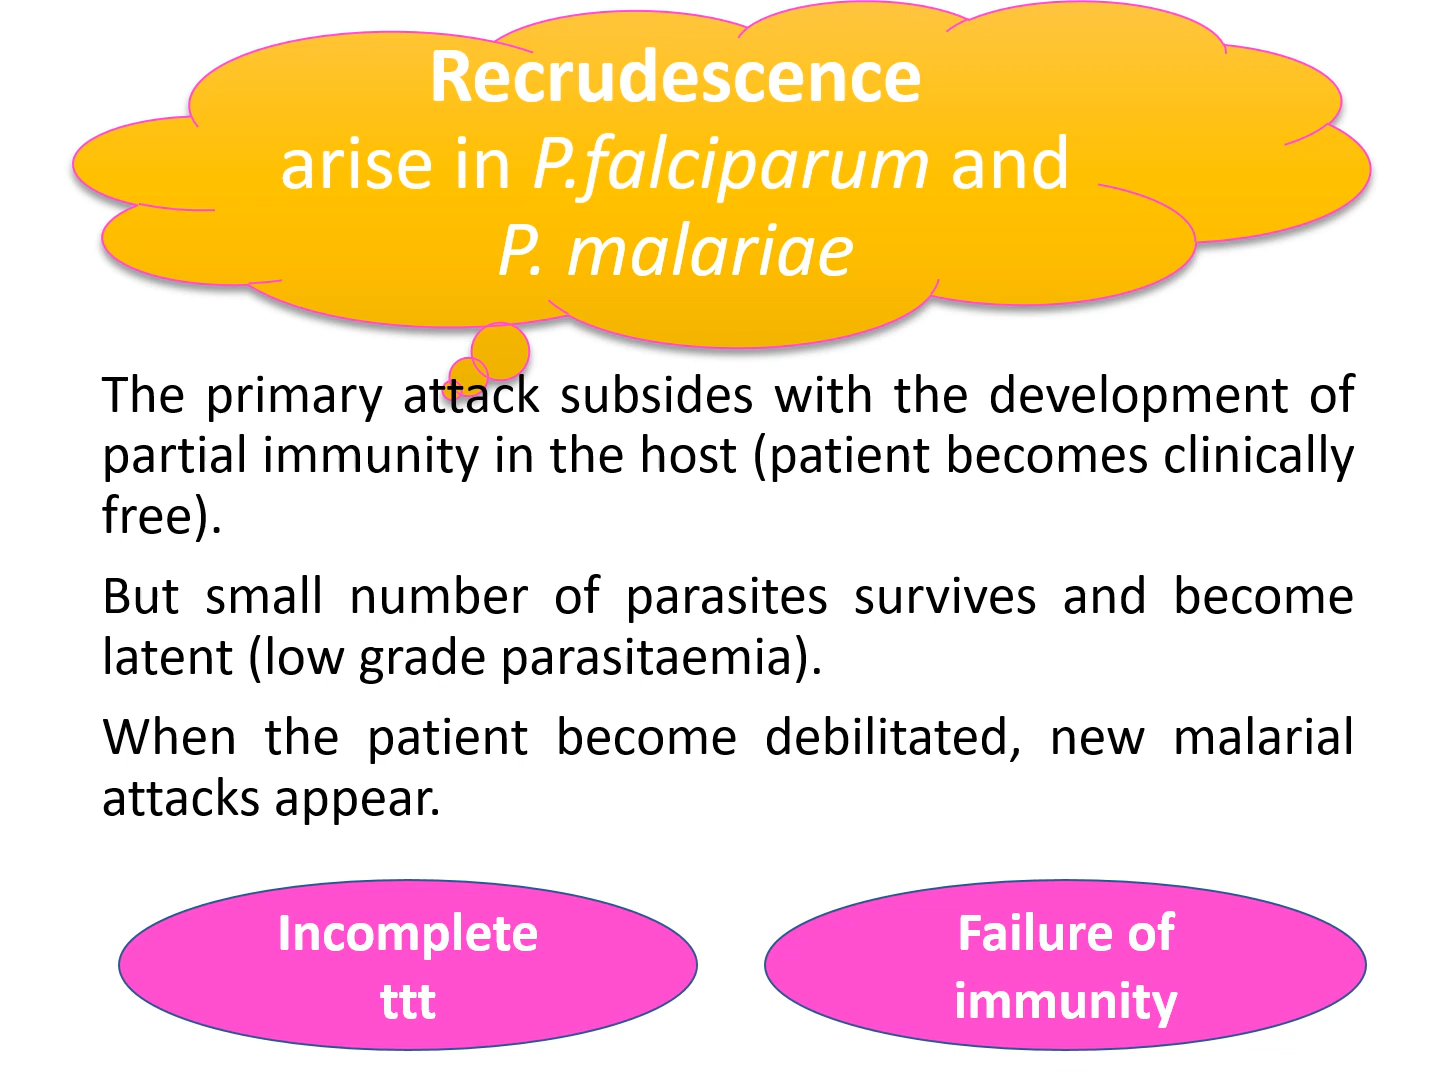 Recrudescence
arise in P.falciparum and
P. malariae
The primary attack subsides with the development of
partial immunity in the host (patient becomes clinically
free).
But small number of parasites survives and become
latent (low grade parasitaemia).
When the patient become debilitated, new malarial
attacks appear.
Incomplete
ttt
Failure of
immunity